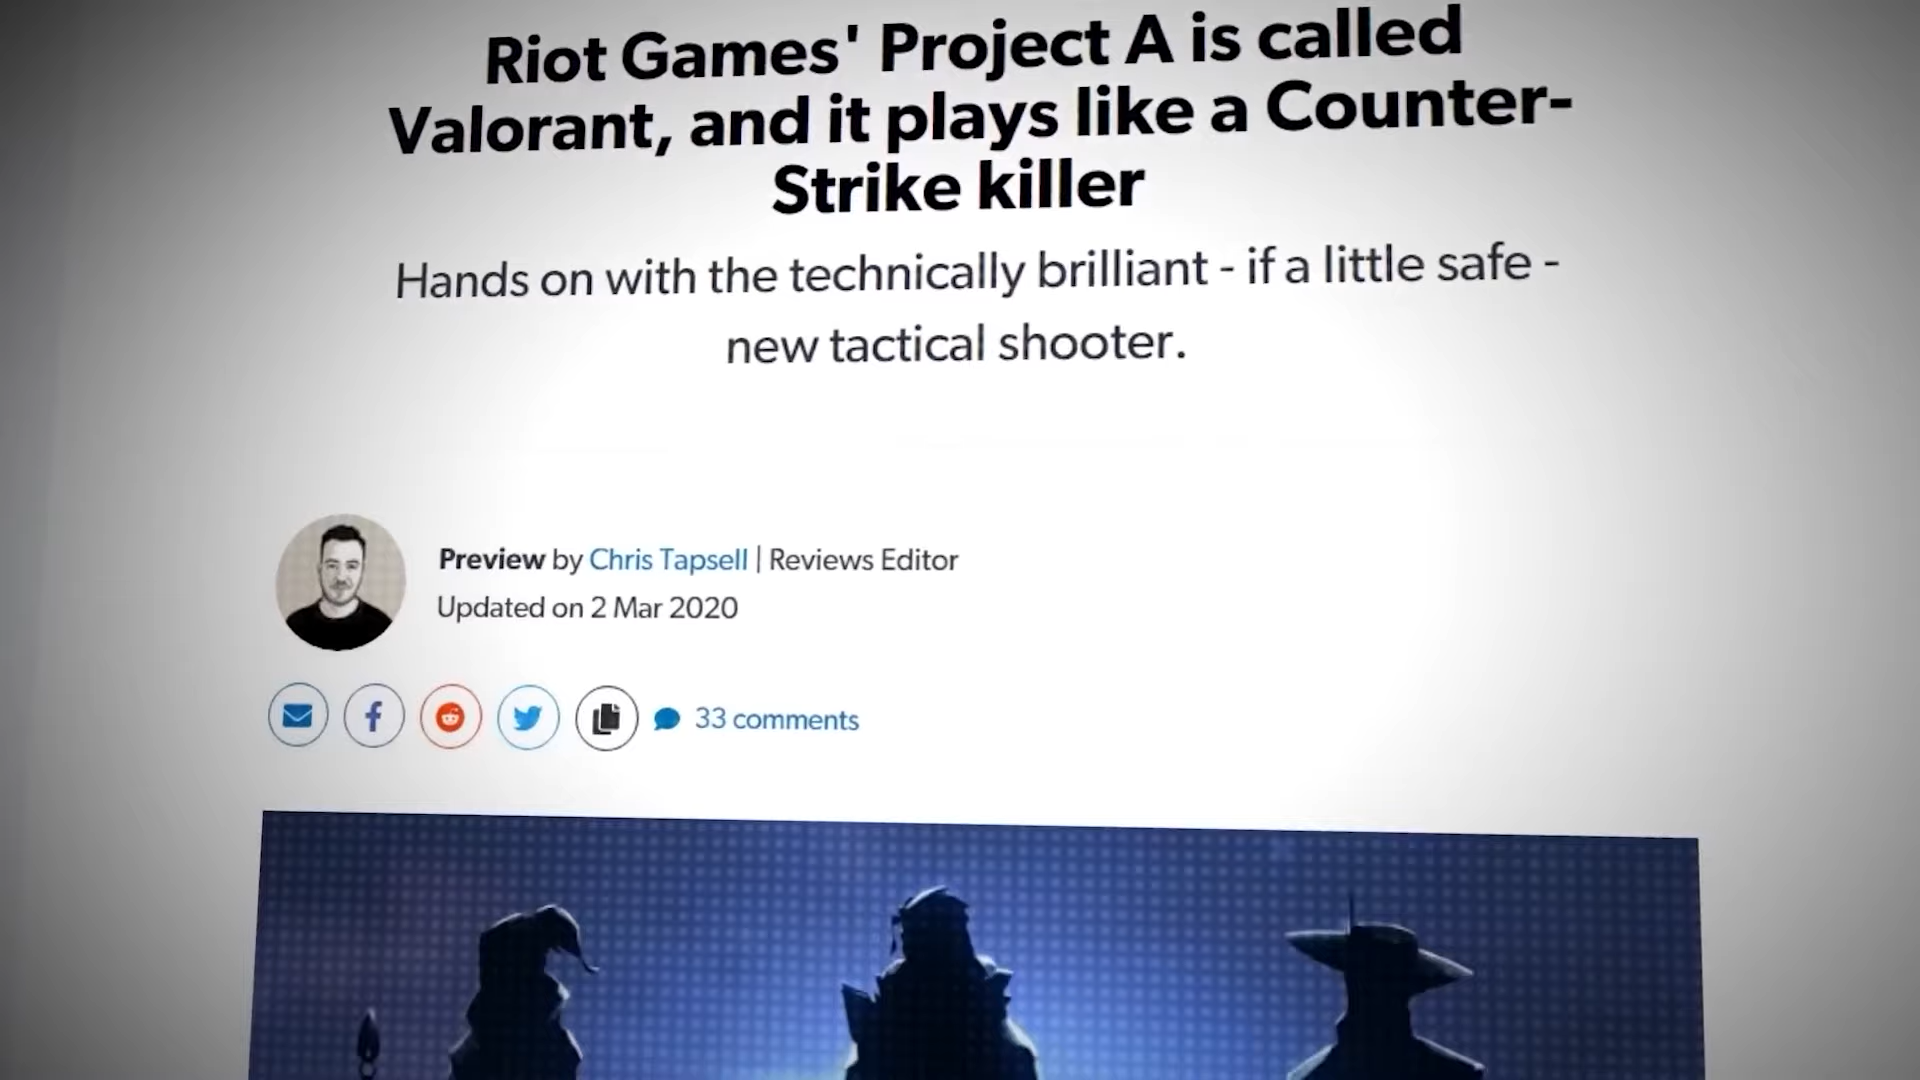 Riot Games' Project A is called
Valorant, and it plays like a Counter-
Strike killer
Hands on with the technically brilliant - if a little safe -
new tactical shooter.
Preview by Chris Tapsell | Reviews Editor
Updated on 2 Mar 2020
33 comments